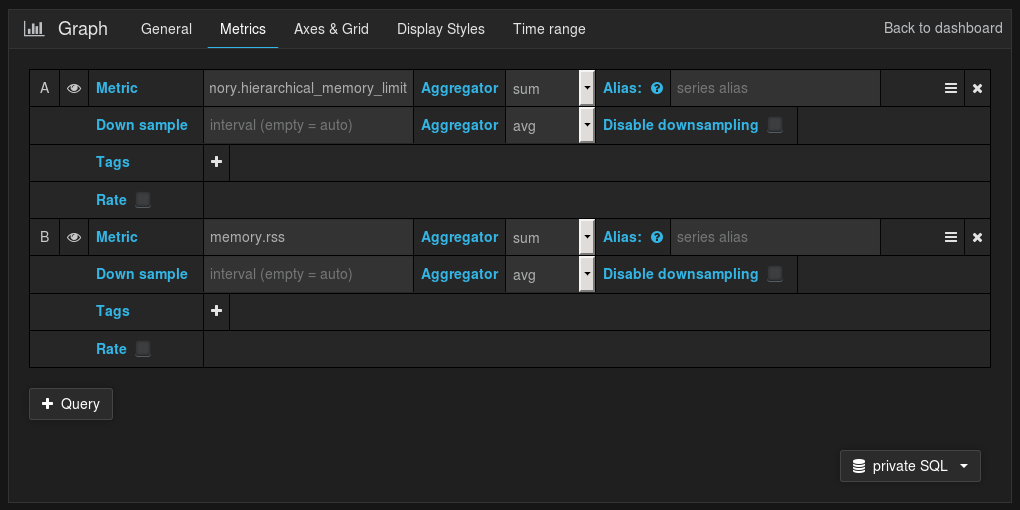 Graph General Metrics Axes & Grid Display Styles Time range Back to dashboard
A Metric nory.hierarchical_memory_limit Aggregator sum Alias: series alias
Down sample interval (empty = auto) Aggregator avg Disable downsampling
Tags
Rate
B Metric memory.rss Aggregator sum Alias: series alias
Down sample interval (empty = auto) Aggregator avg Disable downsampling
Tags
Rate
Query
private SQL